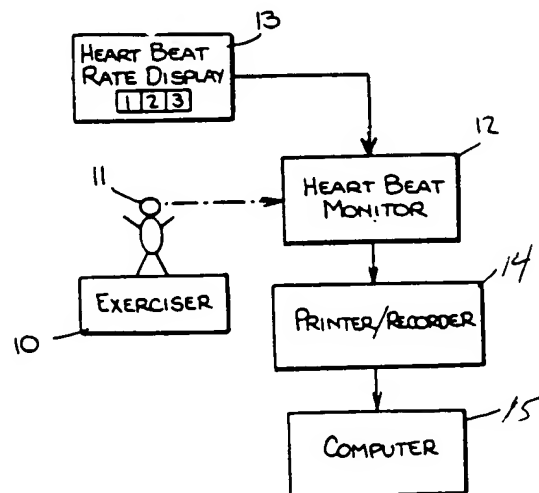 13
HEART BEAT
RATE DISPLAY
1 2 3
12
11
HEART BEAT
MONITOR
14
EXERCISER
10
PRINTER/RECORDER
15
COMPUTER